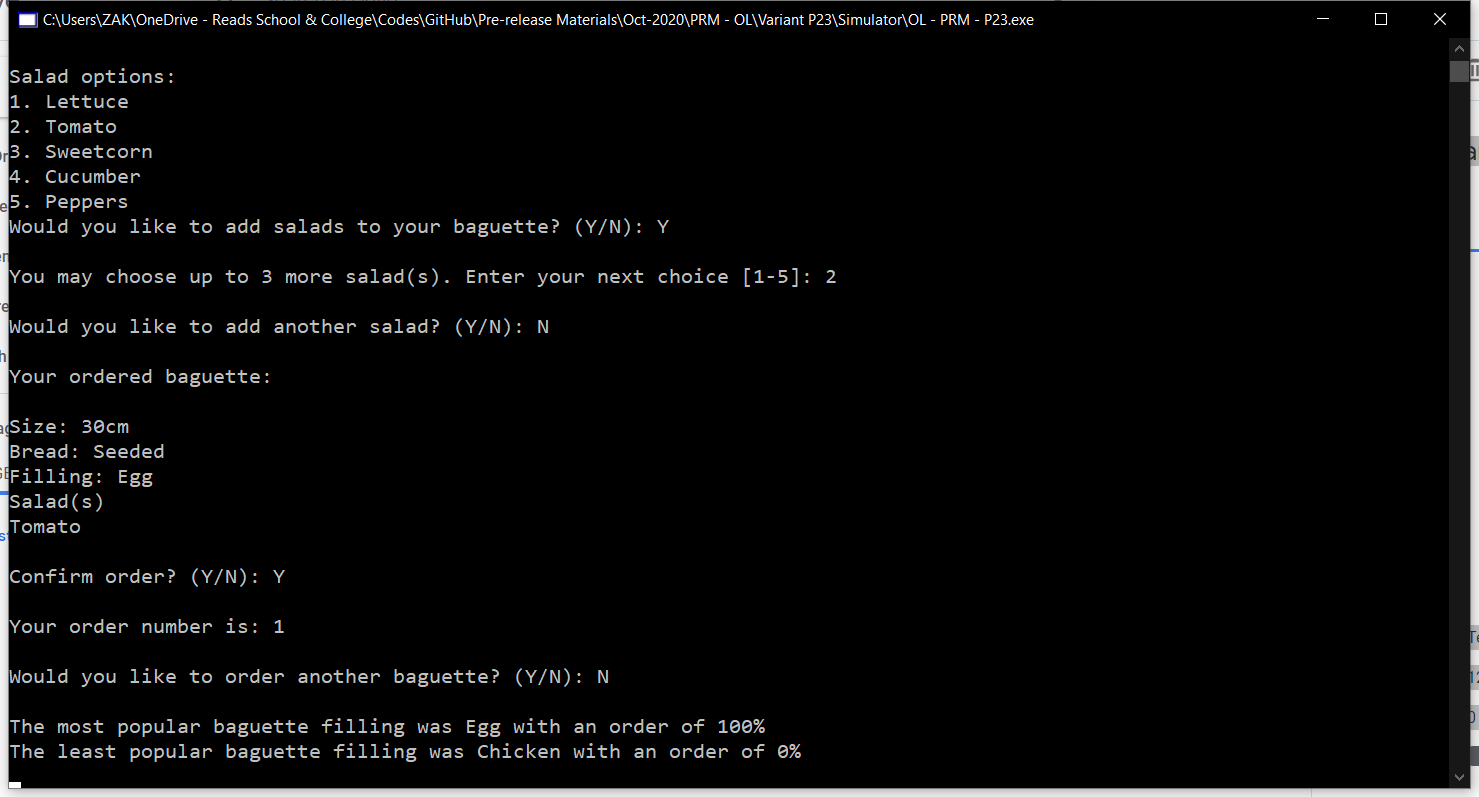 C:\Users\ZAK\OneDrive - Reads School & College\Codes\GitHub\Pre-release Materials\Oct-2020\PRM - OL\Variant P23\Simulator\OL - PRM - P23.exe
Salad options:
1. Lettuce
2. Tomato
3. Sweetcorn
4. Cucumber
5. Peppers
Would you like to add salads to your baguette? (Y/N): Y
You may choose up to 3 more salad(s). Enter your next choice [1-5]: 2
Would you like to add another salad? (Y/N): N
Your ordered baguette:
Size: 30cm
Bread: Seeded
Filling: Egg
Salad(s)
Tomato
Confirm order? (Y/N): Y
Your order number is: 1
Would you like to order another baguette? (Y/N): N
The most popular baguette filling was Egg with an order of 100%
The least popular baguette filling was Chicken with an order of 0%